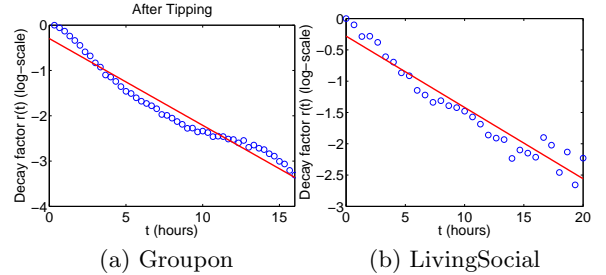 After Tipping
Decay factor r(t) (log−scale)
0
−1
−2
−3
−4
0 5 10 15
t (hours)
(a) Groupon
Decay factor r(t) (log−scale)
0
−0.5
−1
−1.5
−2
−2.5
−3
0 5 10 15 20
t (hours)
(b) LivingSocial